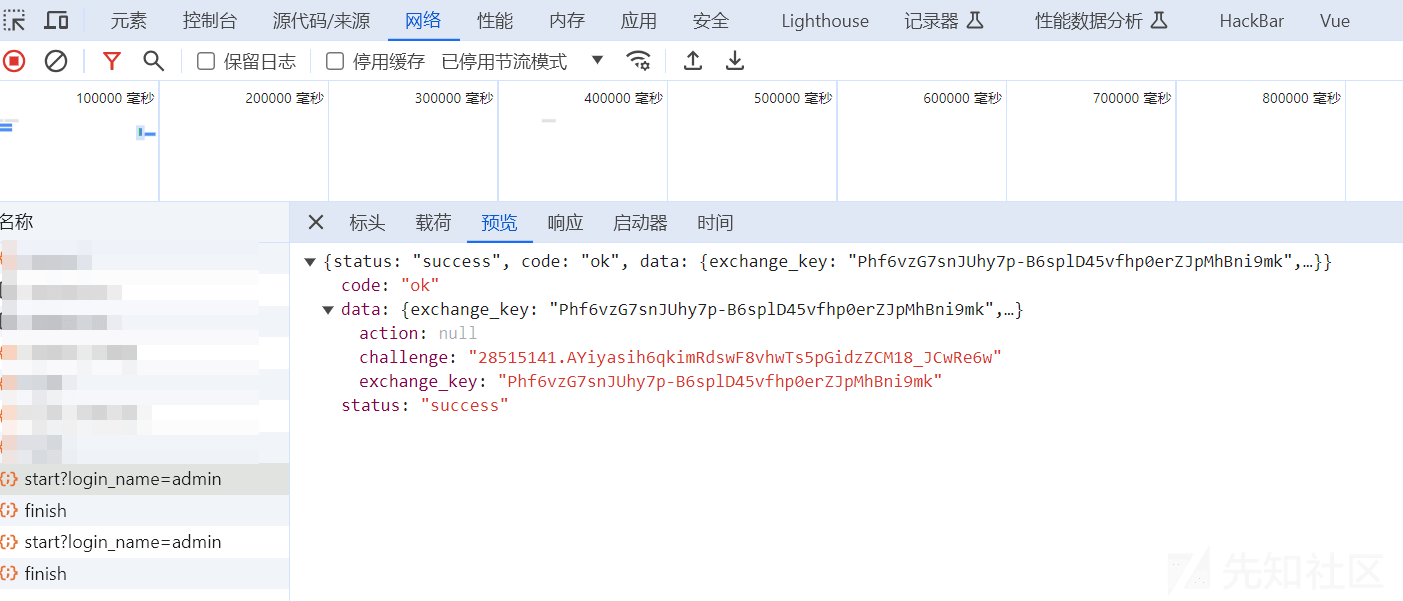 元素 控制台 源代码/来源 网络 性能 内存 应用 安全 Lighthouse 记录器 性能数据分析 HackBar Vue
保留日志 停用缓存 已停用节流模式
100000 毫秒 200000 毫秒 300000 毫秒 400000 毫秒 500000 毫秒 600000 毫秒 700000 毫秒 800000 毫秒
名称
标头 载荷 预览 响应 启动器 时间
{status: "success", code: "ok", data: {exchange_key: "Phf6vzG7snJUhy7p-B6splD45vfhp0erZJpMhBni9mk",…}}
code: "ok"
data: {exchange_key: "Phf6vzG7snJUhy7p-B6splD45vfhp0erZJpMhBni9mk",…}
action: null
challenge: "28515141.AYiyasih6qkimRdswF8vhwTs5pGidzZCM18_JCwRe6w"
exchange_key: "Phf6vzG7snJUhy7p-B6splD45vfhp0erZJpMhBni9mk"
status: "success"
start?login_name=admin
finish
start?login_name=admin
finish
先知社区